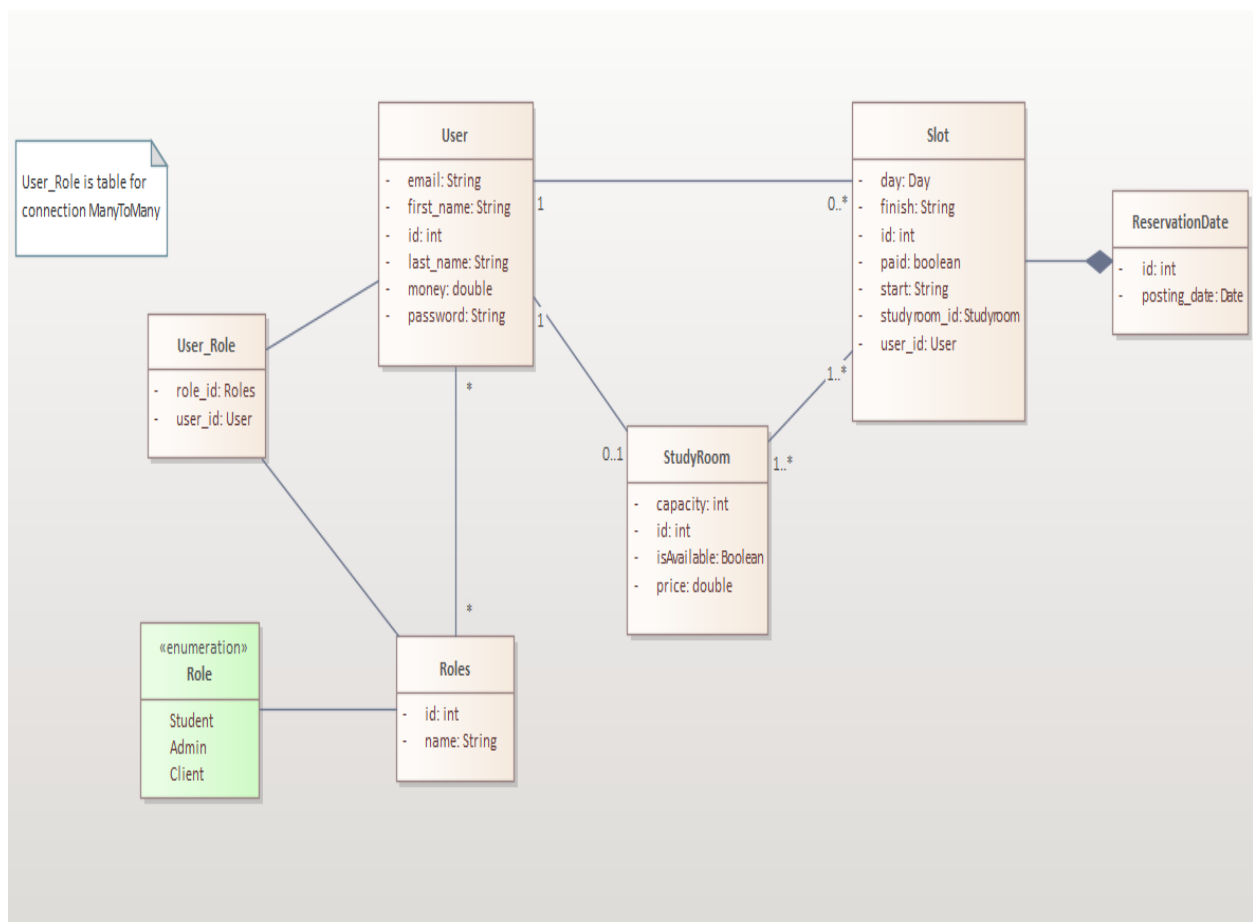 User_Role is table for
connection ManyToMany
User
- email: String
- first_name: String
- id: int
- last_name: String
- money: double
- password: String
1
1
*
Slot
- day: Day
- finish: String
- id: int
- paid: boolean
- start: String
- studyroom_id: Studyroom
- user_id: User
0..*
1..*
ReservationDate
- id: int
- posting_date: Date
User_Role
- role_id: Roles
- user_id: User
StudyRoom
- capacity: int
- id: int
- isAvailable: Boolean
- price: double
0..1
1..*
«enumeration»
Role
Student
Admin
Client
*
Roles
- id: int
- name: String